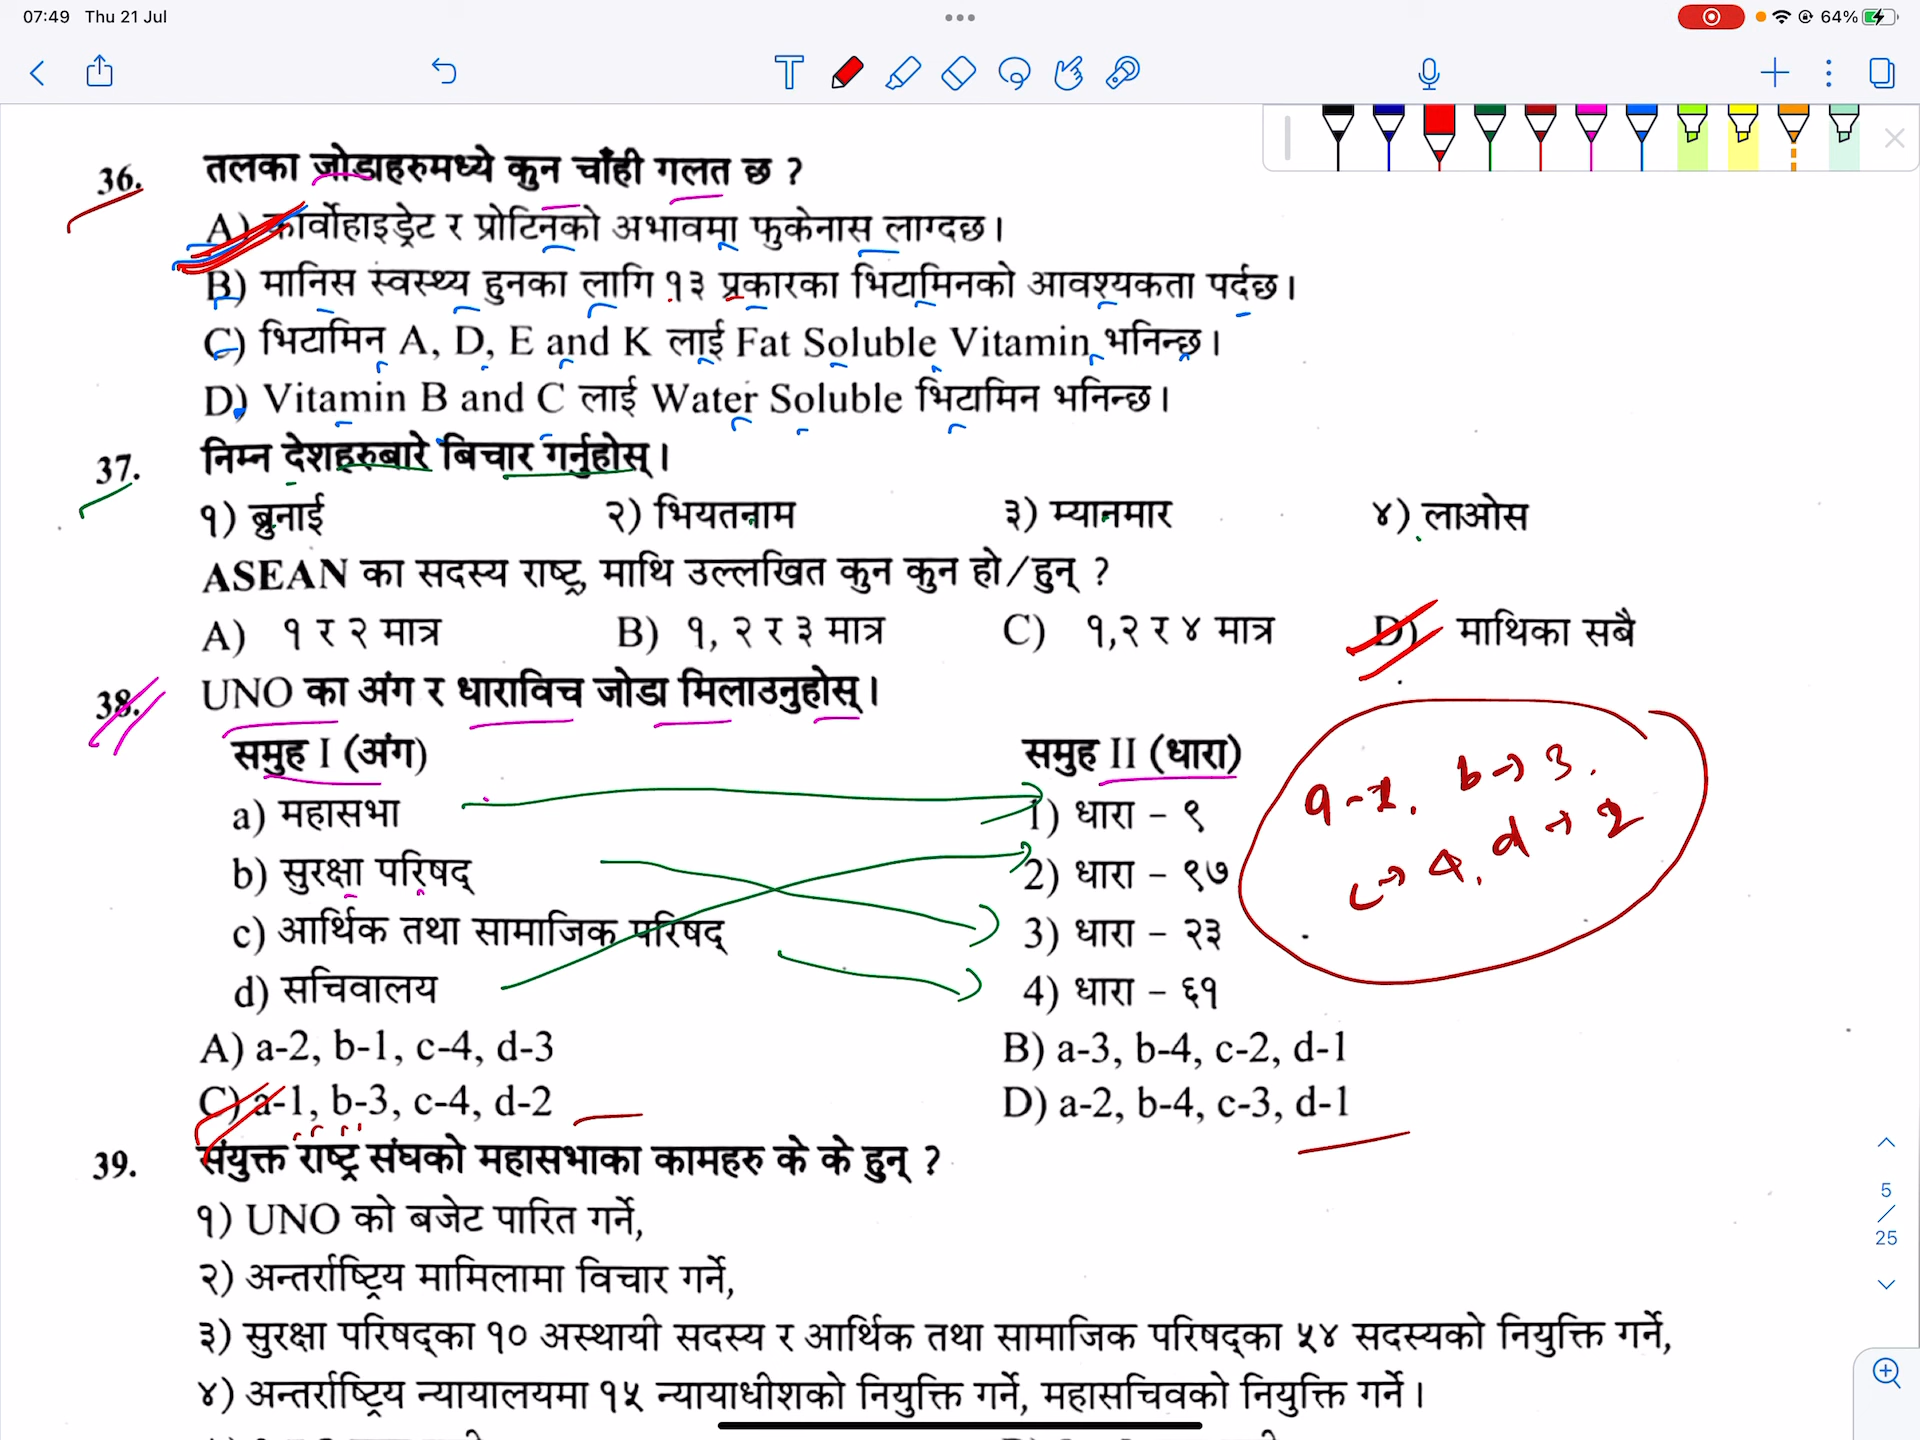 07:49 Thu 21 Jul
64%
36. तलका जोडाहरुमध्ये कुन चाँही गलत छ ?
A) कार्वोहाइड्रेट र प्रोटिनको अभावमा फुकेनास लाग्दछ।
B) मानिस स्वस्थ्य हुनका लागि १३ प्रकारका भिटामिनको आवश्यकता पर्दछ।
C) भिटामिन A, D, E and K लाई Fat Soluble Vitamin भनिन्छ।
D) Vitamin B and C लाई Water Soluble भिटामिन भनिन्छ।
37. निम्न देशहरुबारे बिचार गर्नुहोस्।
१) ब्रुनाई २) भियतनाम ३) म्यानमार ४) लाओस
ASEAN का सदस्य राष्ट्र, माथि उल्लखित कुन कुन हो/हुन् ?
A) १ र २ मात्र B) १, २ र ३ मात्र C) १,२ र ४ मात्र D) माथिका सबै
38. UNO का अंग र धाराविच जोडा मिलाउनुहोस्।
समुह I (अंग) समुह II (धारा)
a) महासभा 1) धारा – ९
b) सुरक्षा परिषद् 2) धारा – ९७
c) आर्थिक तथा सामाजिक परिषद् 3) धारा – २३
d) सचिवालय 4) धारा – ६१
a-1, b→3.
c→4, d→2
A) a-2, b-1, c-4, d-3 B) a-3, b-4, c-2, d-1
C) a-1, b-3, c-4, d-2 D) a-2, b-4, c-3, d-1
39. संयुक्त राष्ट्र संघको महासभाका कामहरु के के हुन् ?
१) UNO को बजेट पारित गर्ने,
२) अन्तर्राष्ट्रिय मामिलामा विचार गर्ने,
३) सुरक्षा परिषद्का १० अस्थायी सदस्य र आर्थिक तथा सामाजिक परिषद्का ५४ सदस्यको नियुक्ति गर्ने,
४) अन्तर्राष्ट्रिय न्यायालयमा १५ न्यायाधीशको नियुक्ति गर्ने, महासचिवको नियुक्ति गर्ने।
5
/
25